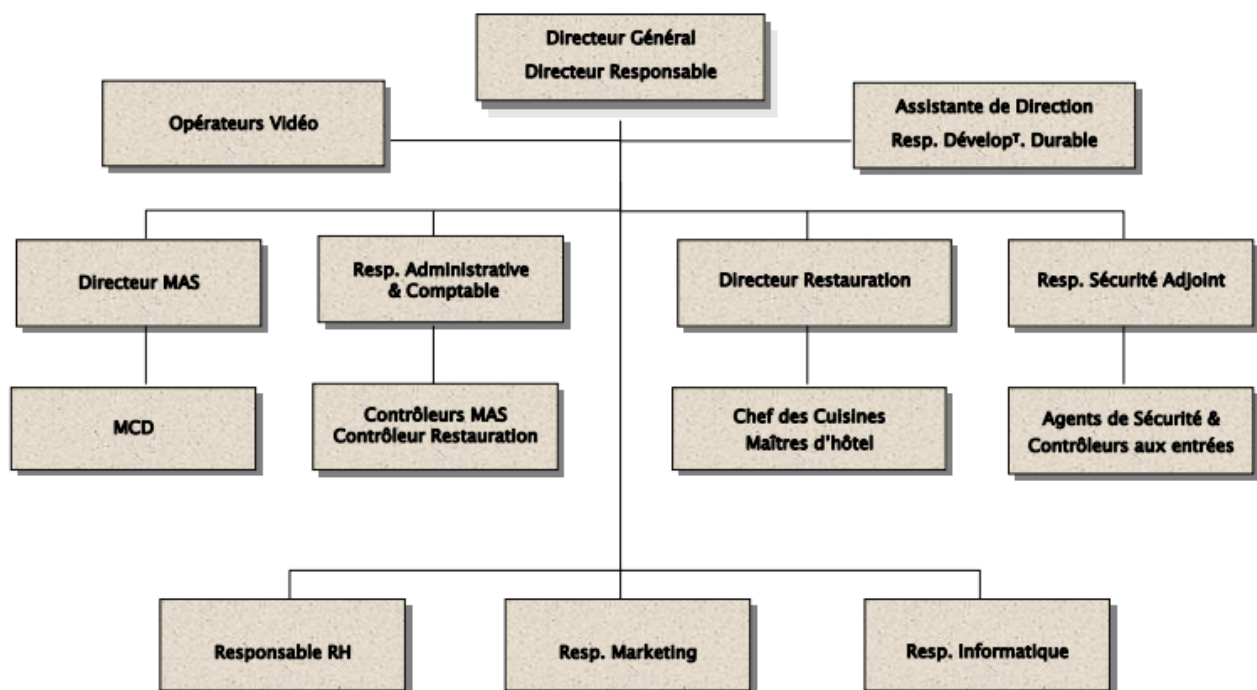 Directeur Général
Directeur Responsable
Opérateurs Vidéo
Assistante de Direction
Resp. Dévelopᵀ. Durable
Directeur MAS
Resp. Administrative
& Comptable
Directeur Restauration
Resp. Sécurité Adjoint
MCD
Contrôleurs MAS
Contrôleur Restauration
Chef des Cuisines
Maîtres d'hôtel
Agents de Sécurité &
Contrôleurs aux entrées
Responsable RH
Resp. Marketing
Resp. Informatique